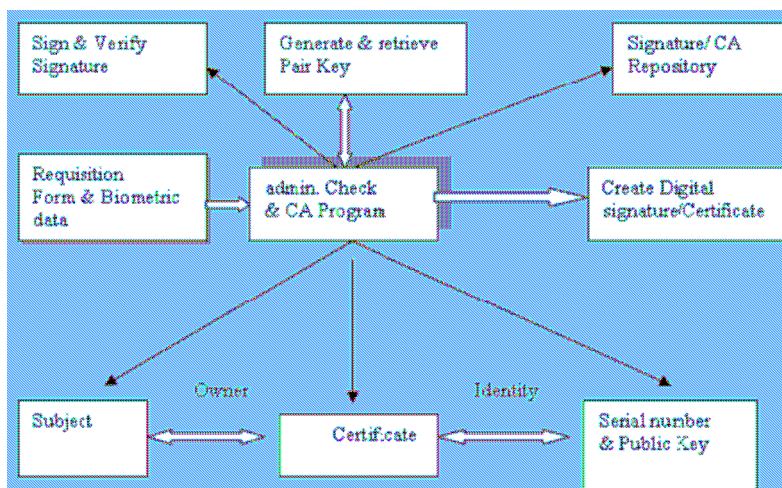 Sign & Verify
Signature
Generate & retrieve
Pair Key
Signature/ CA
Repository
Requisition
Form & Biometric
data
admin. Check
& CA Program
Create Digital
signature/Certificate
Owner
Identity
Subject
Certificate
Serial number
& Public Key